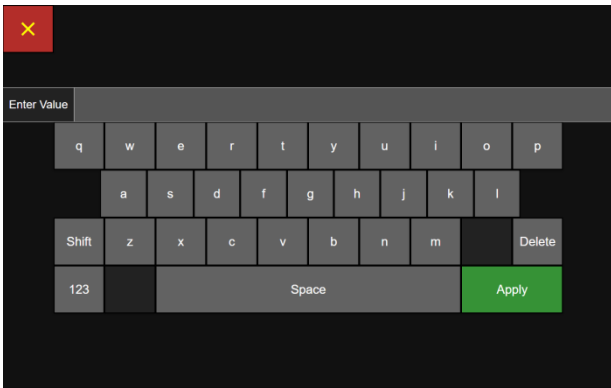 ×
Enter Value
q w e r t y u i o p
a s d f g h j k l
Shift z x c v b n m Delete
123 Space Apply